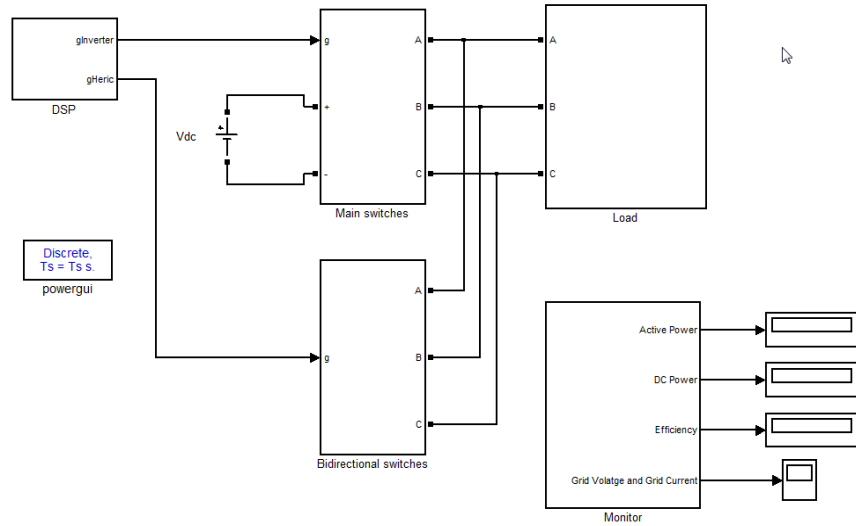 gInverter
gHeric
DSP
Vdc
+
g
+
-
A
B
C
Main switches
A
B
C
Load
Discrete,
Ts = Ts s.
powergui
g
A
B
C
Bidirectional switches
Active Power
DC Power
Efficiency
Grid Volatge and Grid Current
Monitor